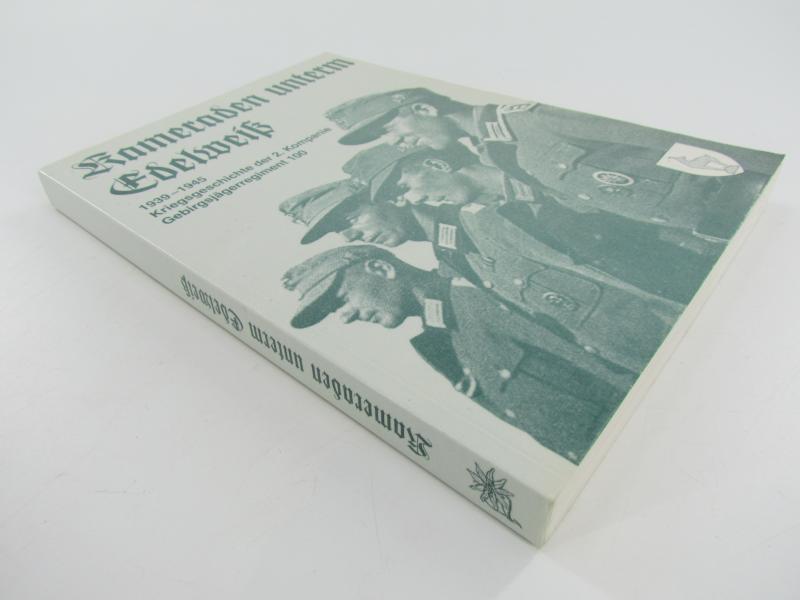 Kameraden unterm
Edelweiß
1939–1945
Kriegsgeschichte der 2. Kompanie
Gebirgsjägerregiment 100
Kameraden unterm Edelweiß